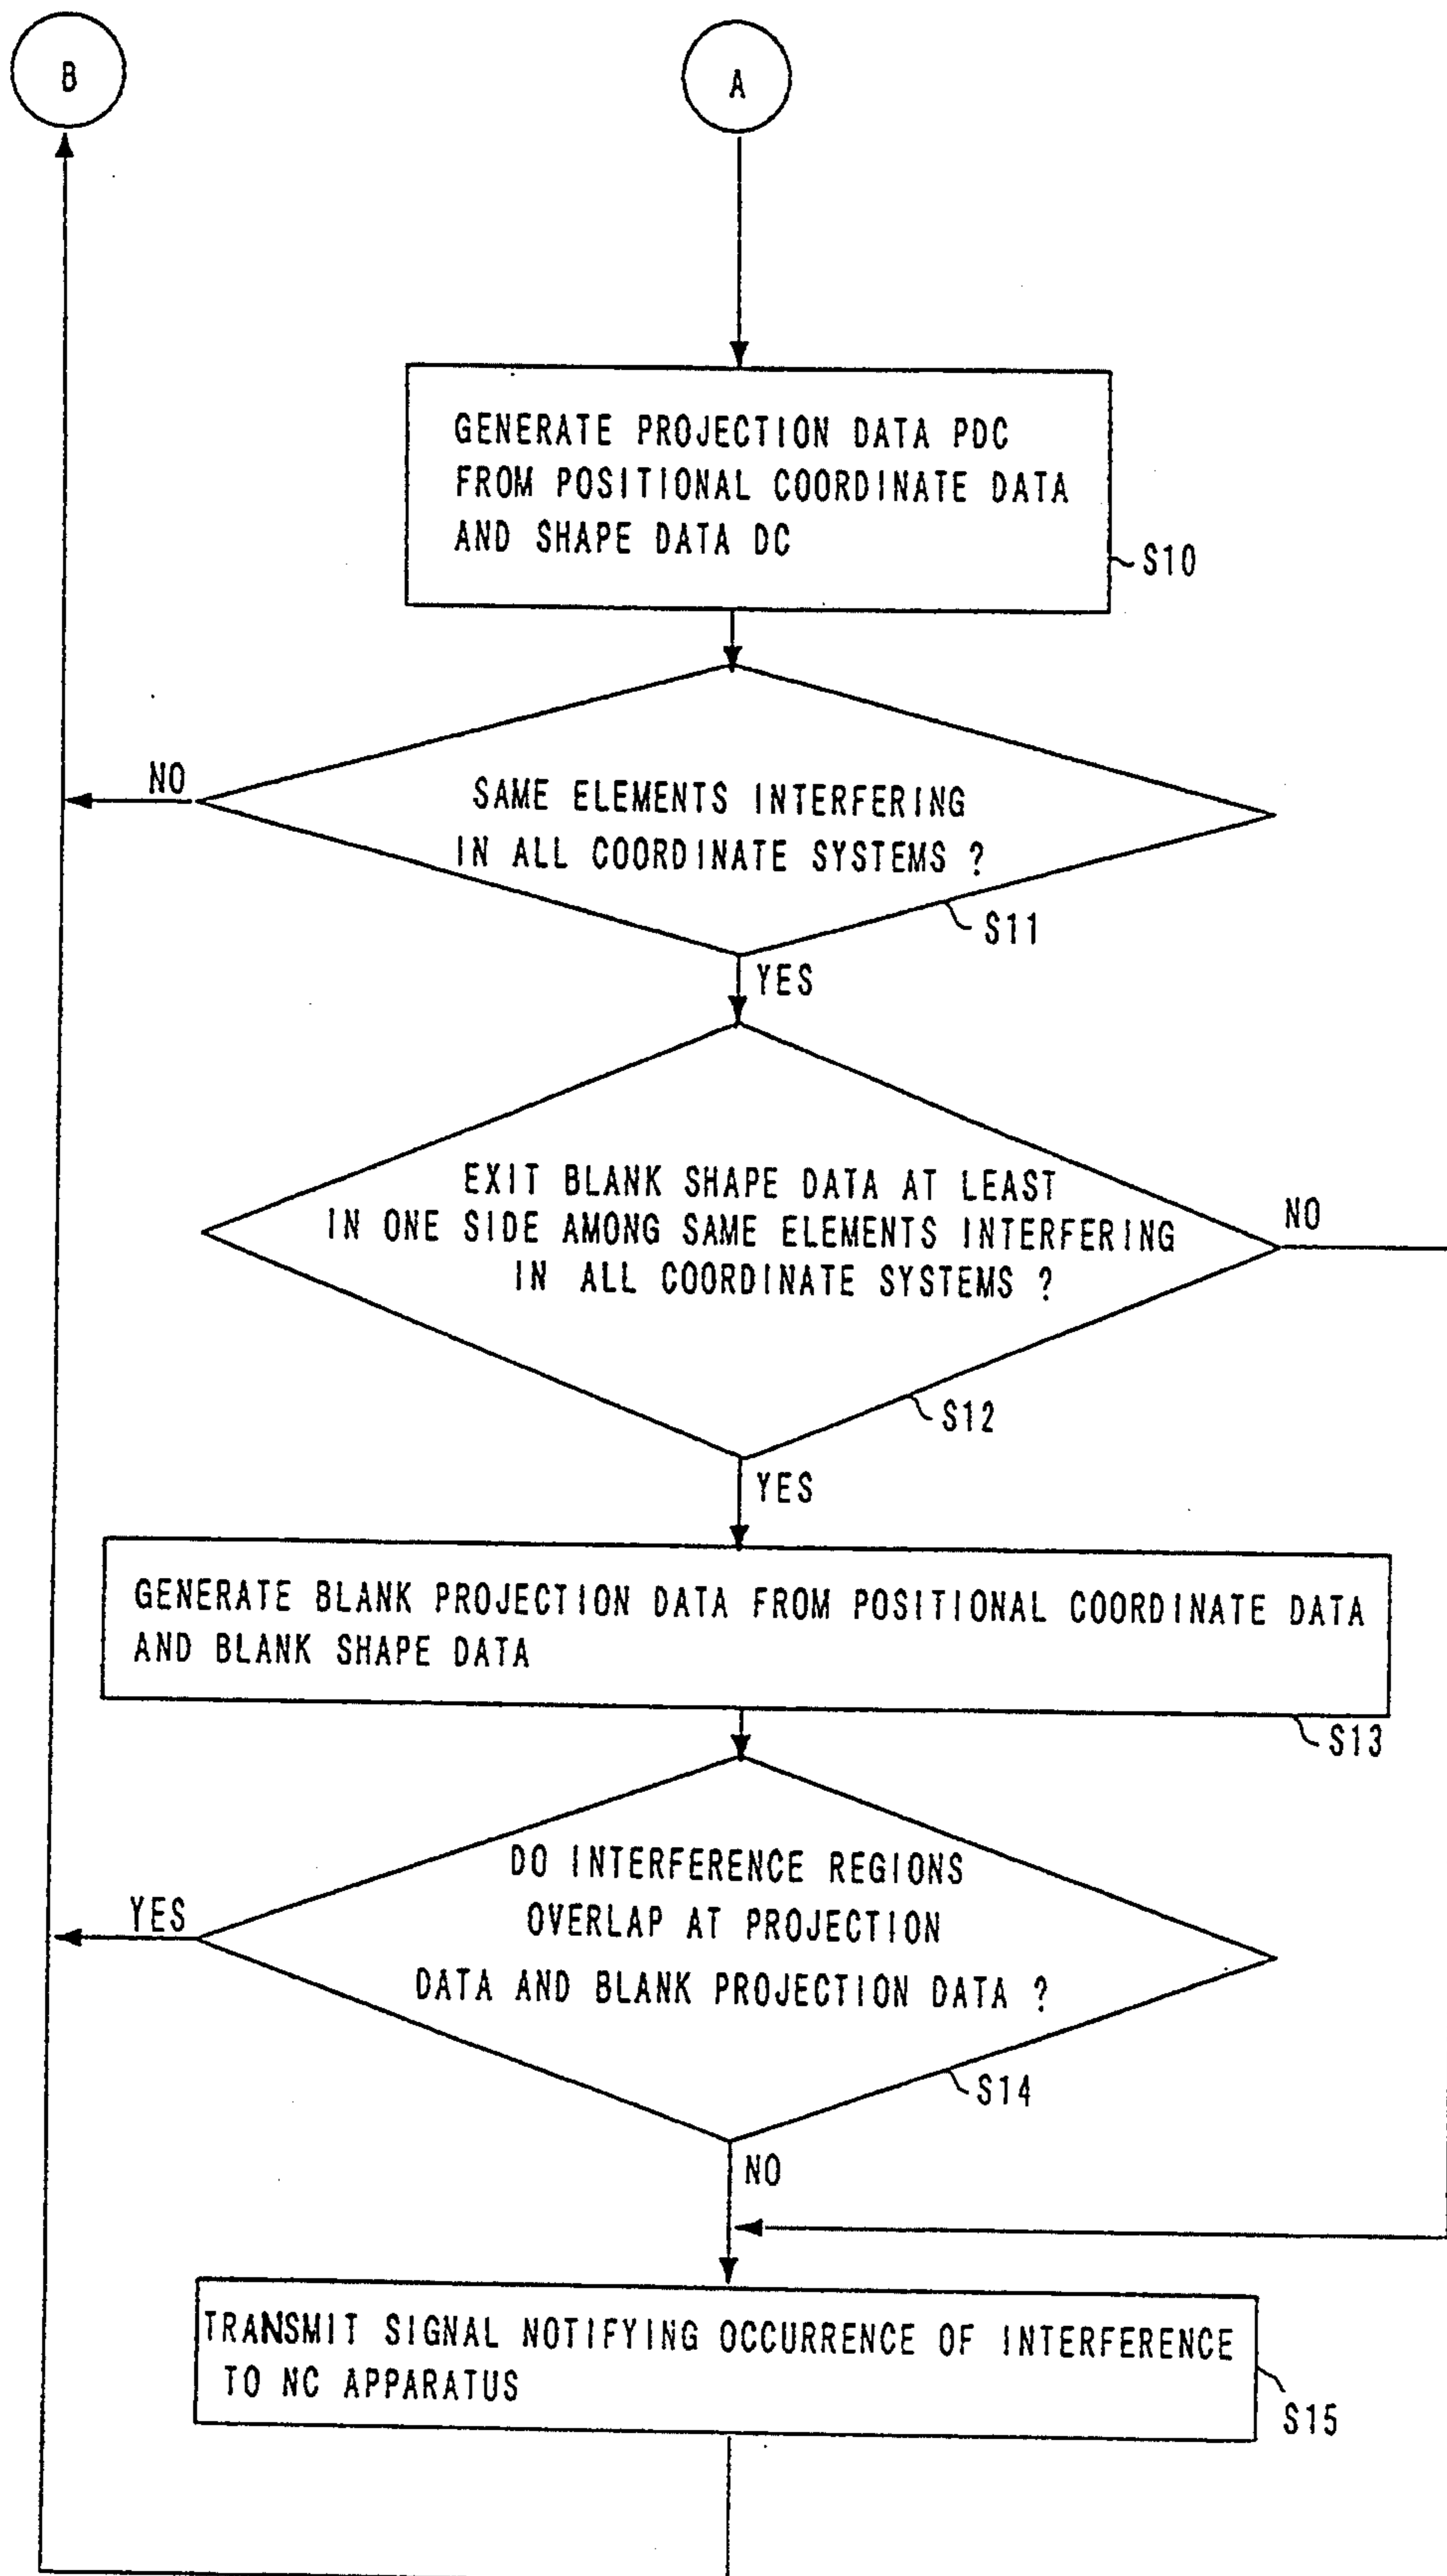 B
A
GENERATE PROJECTION DATA PDC
FROM POSITIONAL COORDINATE DATA
AND SHAPE DATA DC
S10
NO
SAME ELEMENTS INTERFERING
IN ALL COORDINATE SYSTEMS ?
S11
YES
EXIT BLANK SHAPE DATA AT LEAST
IN ONE SIDE AMONG SAME ELEMENTS INTERFERING
IN ALL COORDINATE SYSTEMS ?
NO
S12
YES
GENERATE BLANK PROJECTION DATA FROM POSITIONAL COORDINATE DATA
AND BLANK SHAPE DATA
S13
DO INTERFERENCE REGIONS
OVERLAP AT PROJECTION
DATA AND BLANK PROJECTION DATA ?
YES
S14
NO
TRANSMIT SIGNAL NOTIFYING OCCURRENCE OF INTERFERENCE
TO NC APPARATUS
S15